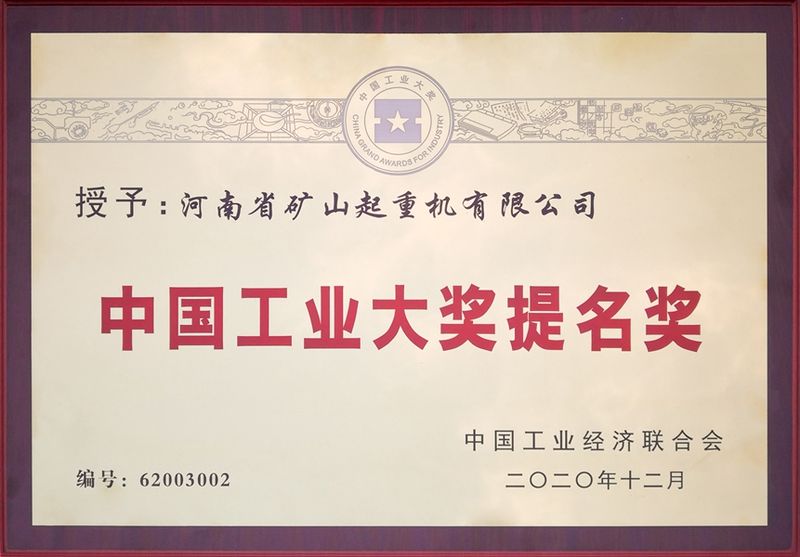 中国工业大奖
CHINA GRAND AWARDS FOR INDUSTRY
授予：河南省矿山起重机有限公司
中国工业大奖提名奖
中国工业经济联合会
编号：62003002
二〇二〇年十二月